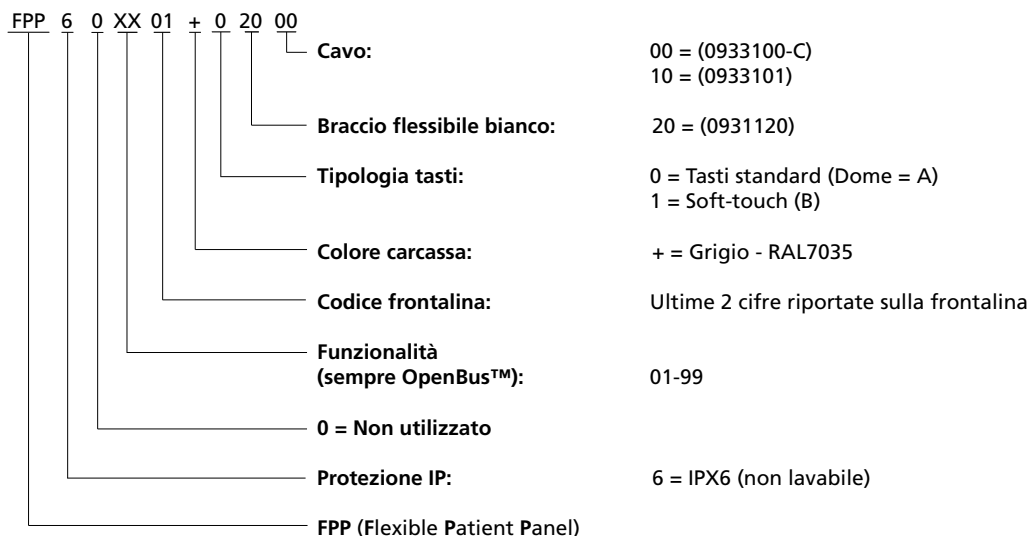 FPP 6 0 XX 01 + 0 20 00
Cavo: 00 = (0933100-C)
10 = (0933101)
Braccio flessibile bianco: 20 = (0931120)
Tipologia tasti: 0 = Tasti standard (Dome = A)
1 = Soft-touch (B)
Colore carcassa: + = Grigio - RAL7035
Codice frontalina: Ultime 2 cifre riportate sulla frontalina
Funzionalità
(sempre OpenBus™): 01-99
0 = Non utilizzato
Protezione IP: 6 = IPX6 (non lavabile)
FPP (Flexible Patient Panel)